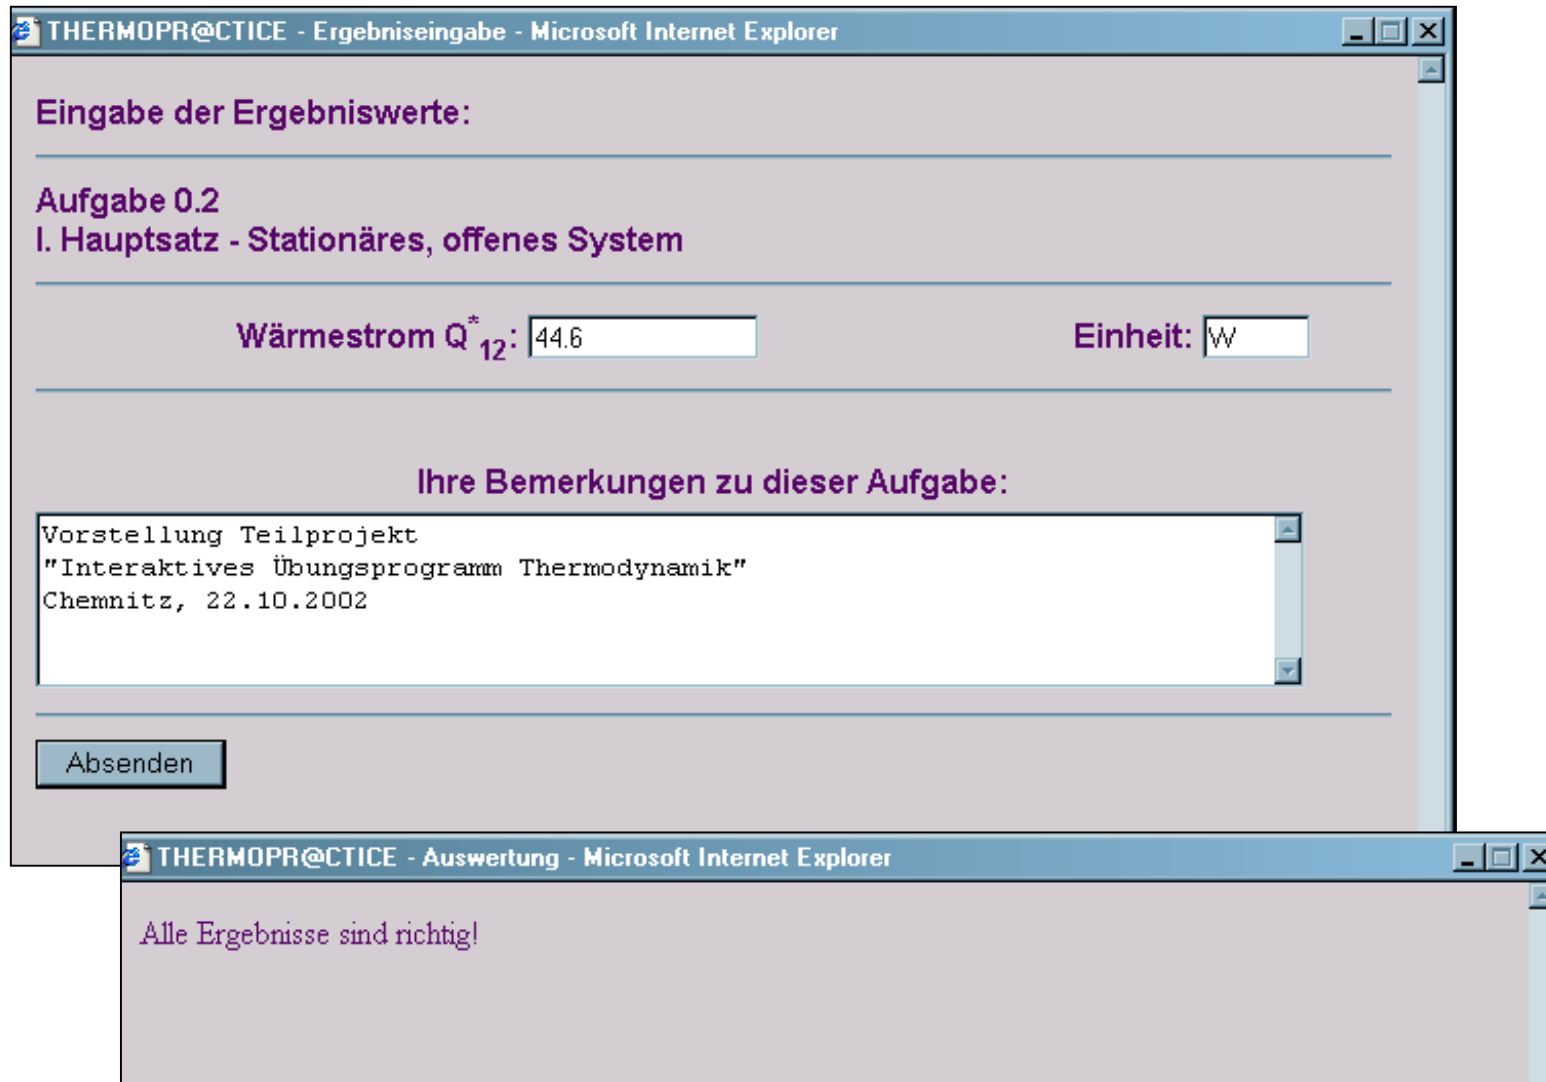 THERMOPR@CTICE - Ergebniseingabe - Microsoft Internet Explorer
Eingabe der Ergebniswerte:
Aufgabe 0.2
I. Hauptsatz - Stationäres, offenes System
Wärmestrom Q*12: 44.6 Einheit: W
Ihre Bemerkungen zu dieser Aufgabe:
Vorstellung Teilprojekt
"Interaktives Übungsprogramm Thermodynamik"
Chemnitz, 22.10.2002
Absenden
THERMOPR@CTICE - Auswertung - Microsoft Internet Explorer
Alle Ergebnisse sind richtig!